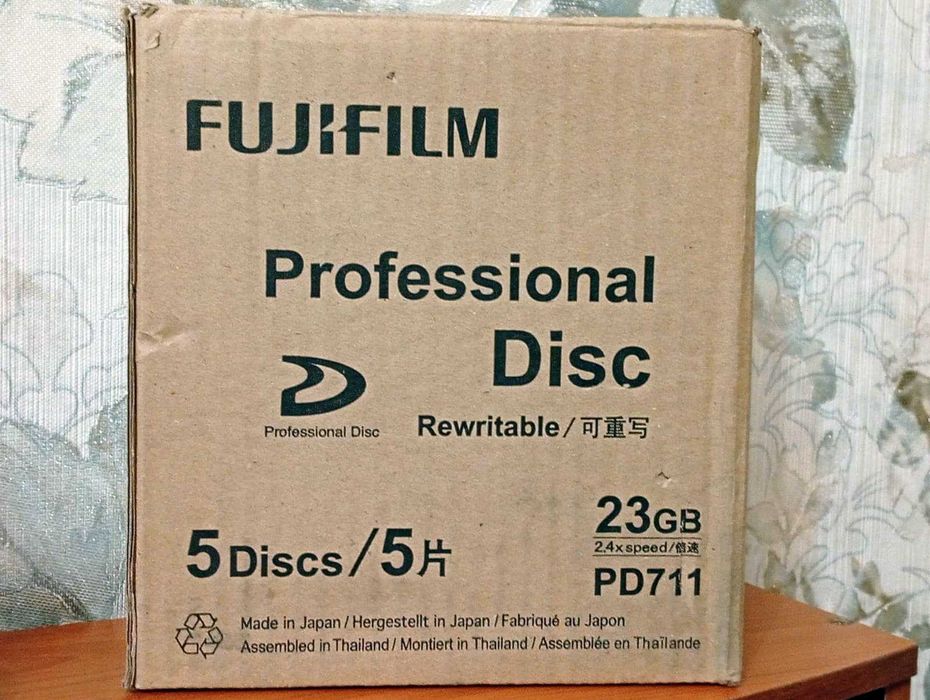 FUJIFILM
Professional
Disc
Professional Disc
Rewritable/可重写
5 Discs/5片
23GB
2.4x speed/倍速
PD711
Made in Japan / Hergestellt in Japan / Fabriqué au Japon
Assembled in Thailand / Montiert in Thailand / Assemblée en Thaïlande